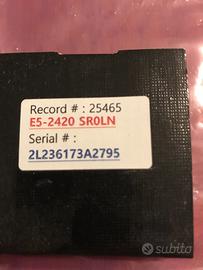 Record # : 25465
E5-2420 SR0LN
Serial # :
2L236173A2795
subito